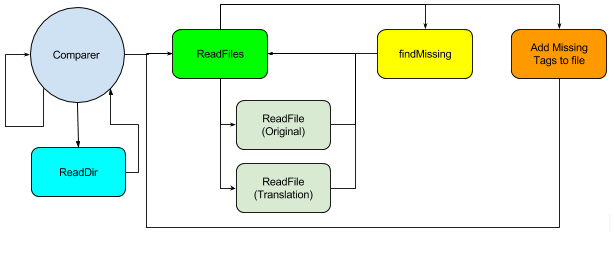 Comparer
ReadFiles
findMissing
Add Missing
Tags to file
ReadFile
(Original)
ReadDir
ReadFile
(Translation)